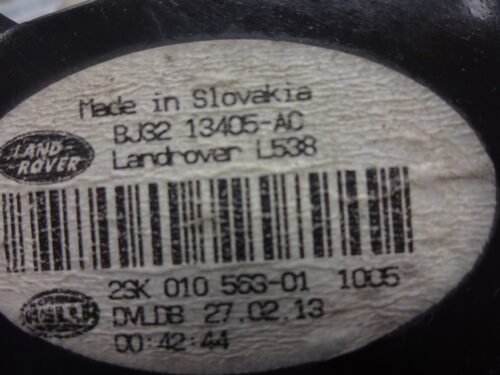 Made in Slovakia
LAND
ROVER
BJ32 13405-AC
Landrover L538
2SK 010 563-01 1005
HELLA
DVLDB 27.02.13
00:42:44